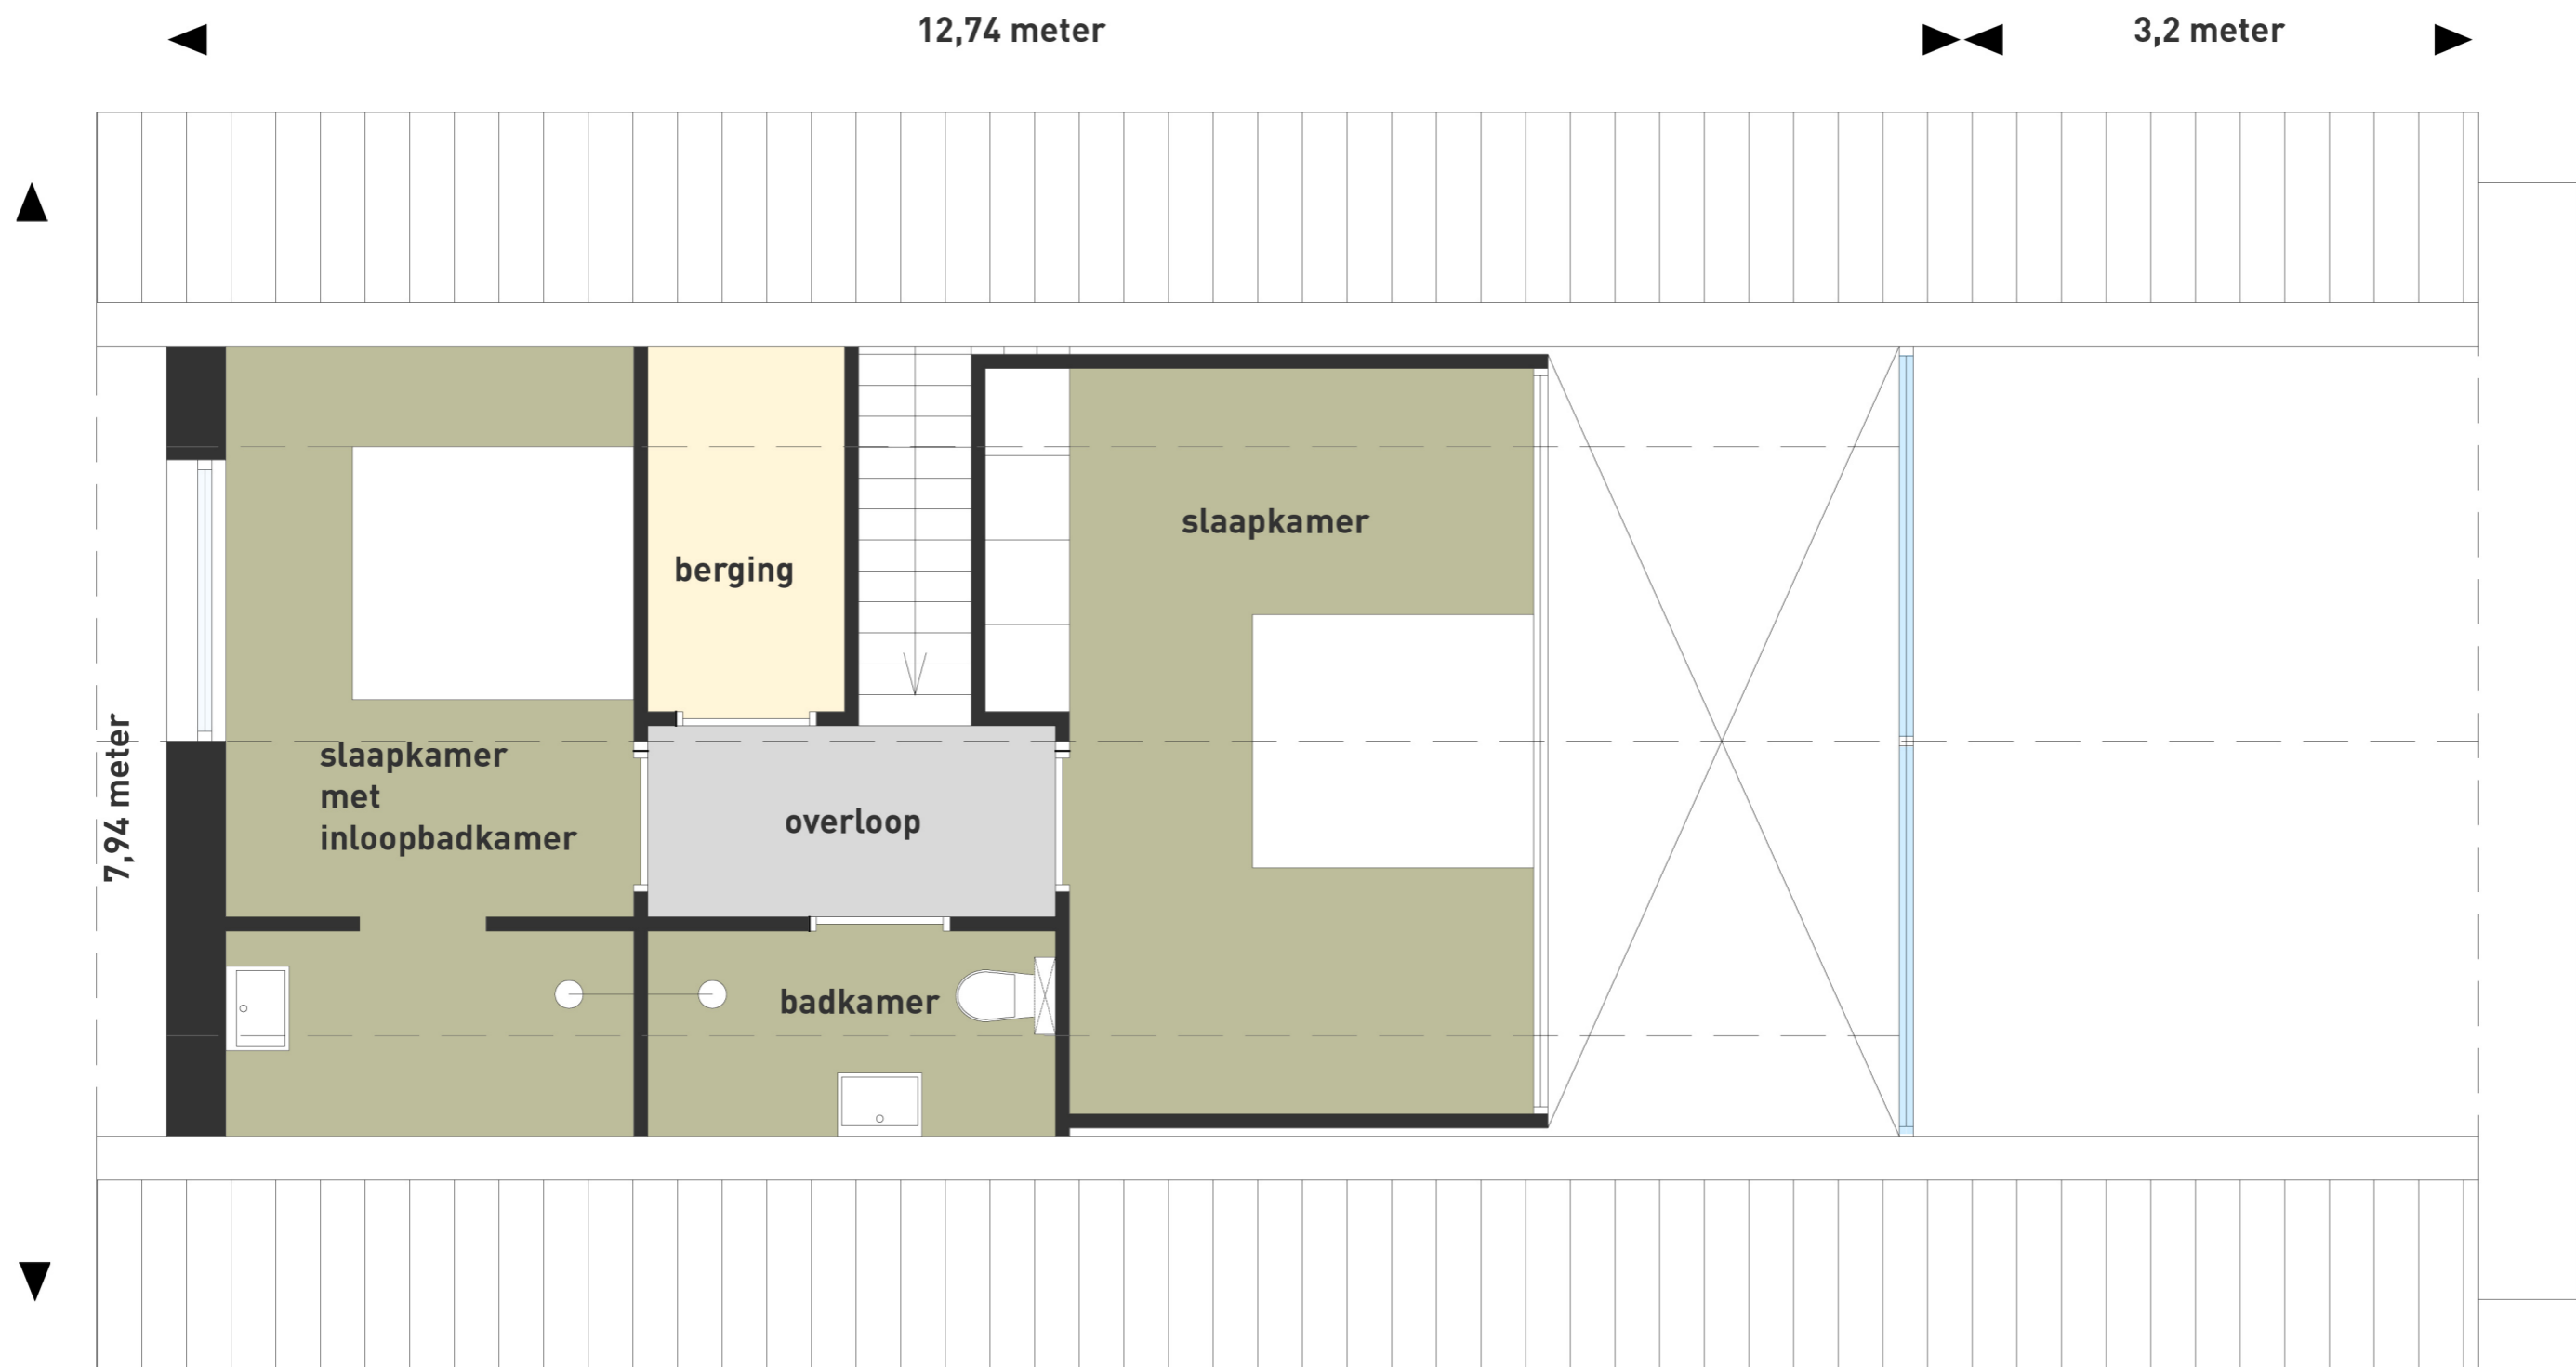 12,74 meter
3,2 meter
slaapkamer
berging
slaapkamer
met
inloopbadkamer
7,94 meter
overloop
badkamer